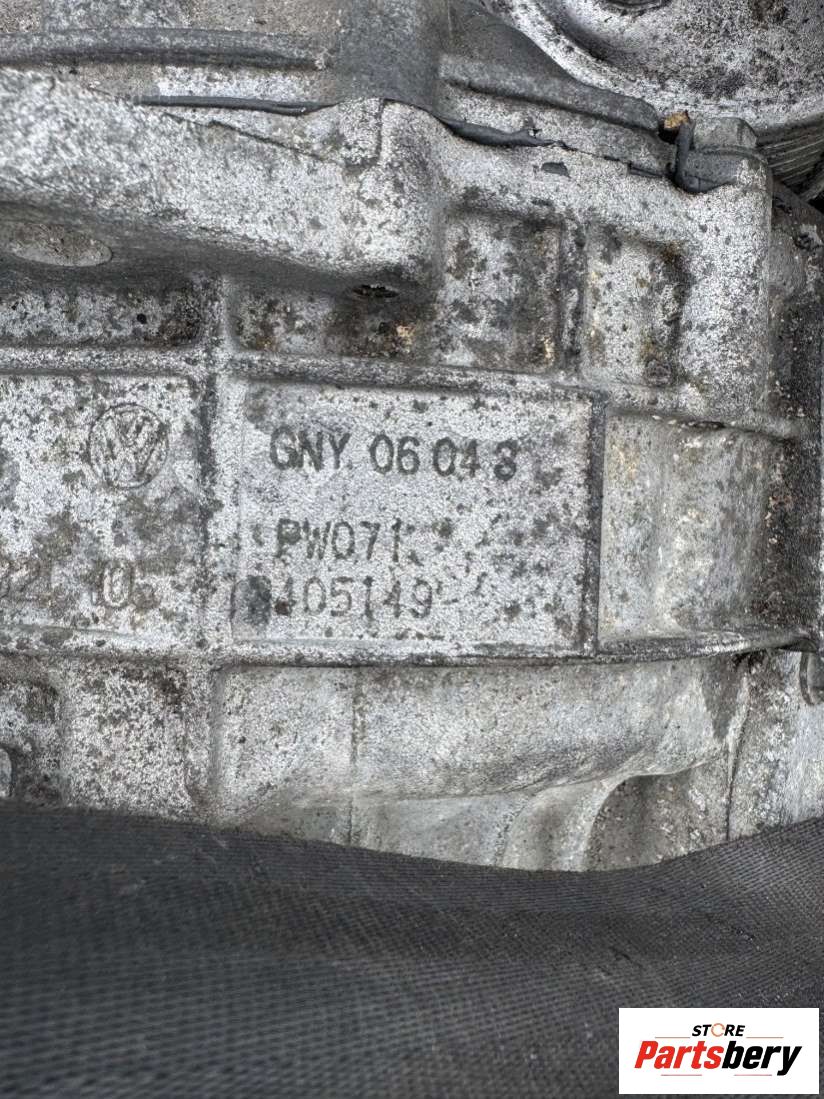 GNY. 06 04 3
PW071
405149
STORE
Partsbery